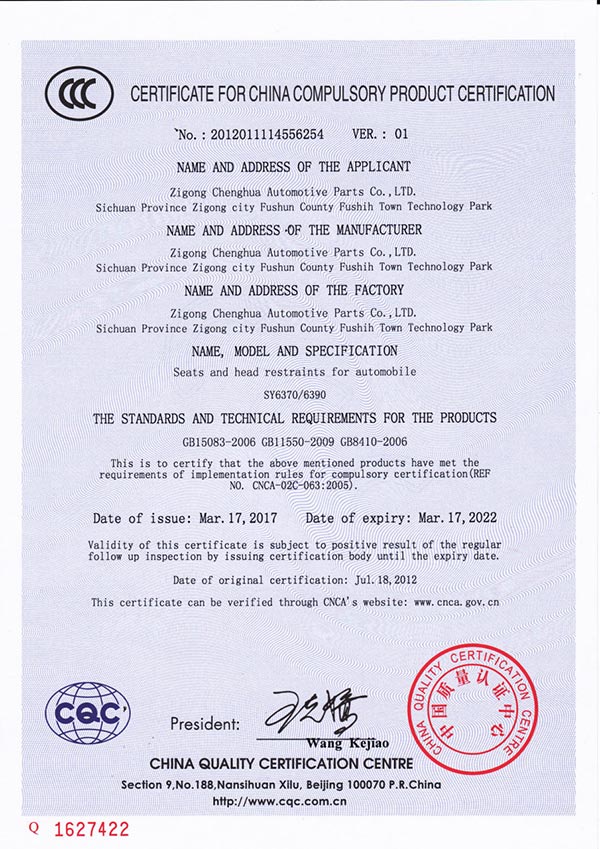 CCC
CERTIFICATE FOR CHINA COMPULSORY PRODUCT CERTIFICATION
No.: 2012011114556254 VER.: 01
NAME AND ADDRESS OF THE APPLICANT
Zigong Chenghua Automotive Parts Co.,LTD.
Sichuan Province Zigong city Fushun County Fushih Town Technology Park
NAME AND ADDRESS OF THE MANUFACTURER
Zigong Chenghua Automotive Parts Co.,LTD.
Sichuan Province Zigong city Fushun County Fushih Town Technology Park
NAME AND ADDRESS OF THE FACTORY
Zigong Chenghua Automotive Parts Co.,LTD.
Sichuan Province Zigong city Fushun County Fushih Town Technology Park
NAME, MODEL AND SPECIFICATION
Seats and head restraints for automobile
SY6370/6390
THE STANDARDS AND TECHNICAL REQUIREMENTS FOR THE PRODUCTS
GB15083-2006 GB11550-2009 GB8410-2006
This is to certify that the above mentioned products have met the
requirements of implementation rules for compulsory certification(REF
NO. CNCA-02C-063:2005).
Date of issue: Mar.17,2017 Date of expiry: Mar.17,2022
Validity of this certificate is subject to positive result of the regular
follow up inspection by issuing certification body until the expiry date.
Date of original certification: Jul.18,2012
This certificate can be verified through CNCA's website: www.cnca.gov.cn
CQC
President:
Wang Kejiao
CHINA QUALITY CERTIFICATION CENTRE
中国质量认证中心
CHINA QUALITY CERTIFICATION CENTRE
Section 9,No.188,Nansihuan Xilu, Beijing 100070 P.R.China
http://www.cqc.com.cn
Q 1627422